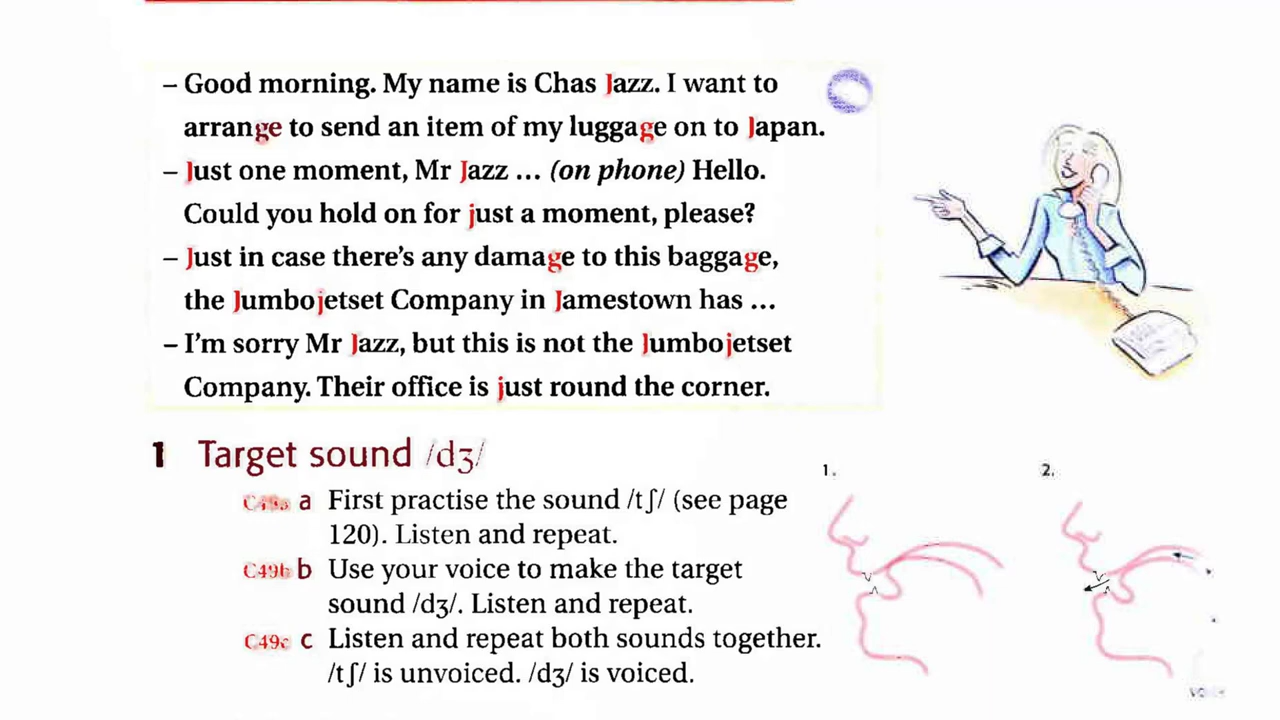 – Good morning. My name is Chas Jazz. I want to
arrange to send an item of my luggage on to Japan.
– Just one moment, Mr Jazz ... (on phone) Hello.
Could you hold on for just a moment, please?
– Just in case there's any damage to this baggage,
the Jumbojetset Company in Jamestown has ...
– I'm sorry Mr Jazz, but this is not the Jumbojetset
Company. Their office is just round the corner.
1 Target sound /dʒ/
C49a a First practise the sound /tʃ/ (see page
120). Listen and repeat.
C49b b Use your voice to make the target
sound /dʒ/. Listen and repeat.
C49c c Listen and repeat both sounds together.
/tʃ/ is unvoiced. /dʒ/ is voiced.
1.
2.